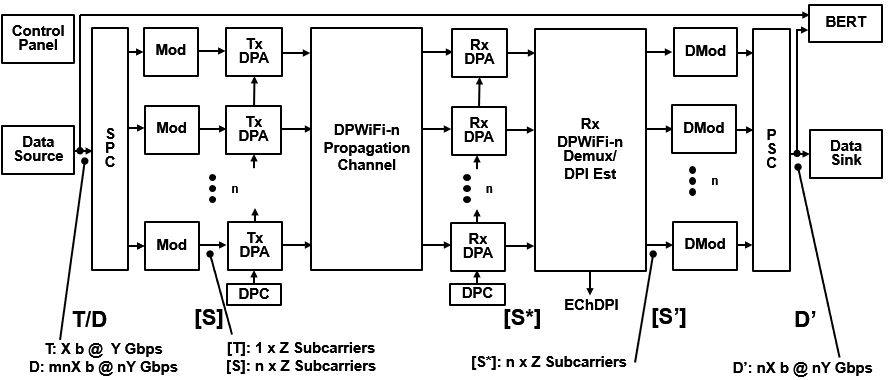 Control
Panel
BERT
Mod
Tx
DPA
Rx
DPA
DMod
Data
Source
S
P
C
Mod
Tx
DPA
DPWiFi-n
Propagation
Channel
Rx
DPA
Rx
DPWiFi-n
Demux/
DPI Est
DMod
P
S
C
Data
Sink
n
n
n
Mod
Tx
DPA
Rx
DPA
DMod
DPC
DPC
EChDPI
T/D
[S]
[S*]
[S’]
D’
T: X b @ Y Gbps
D: mnX b @ nY Gbps
[T]: 1 x Z Subcarriers
[S]: n x Z Subcarriers
[S*]: n x Z Subcarriers
D’: nX b @ nY Gbps